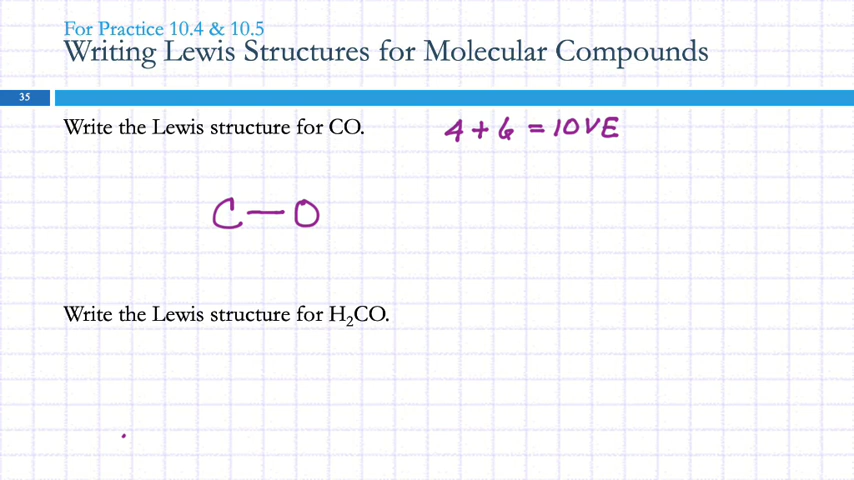 For Practice 10.4 & 10.5
Writing Lewis Structures for Molecular Compounds
35
Write the Lewis structure for CO. 4 + 6 = 10VE
C—O
Write the Lewis structure for H₂CO.